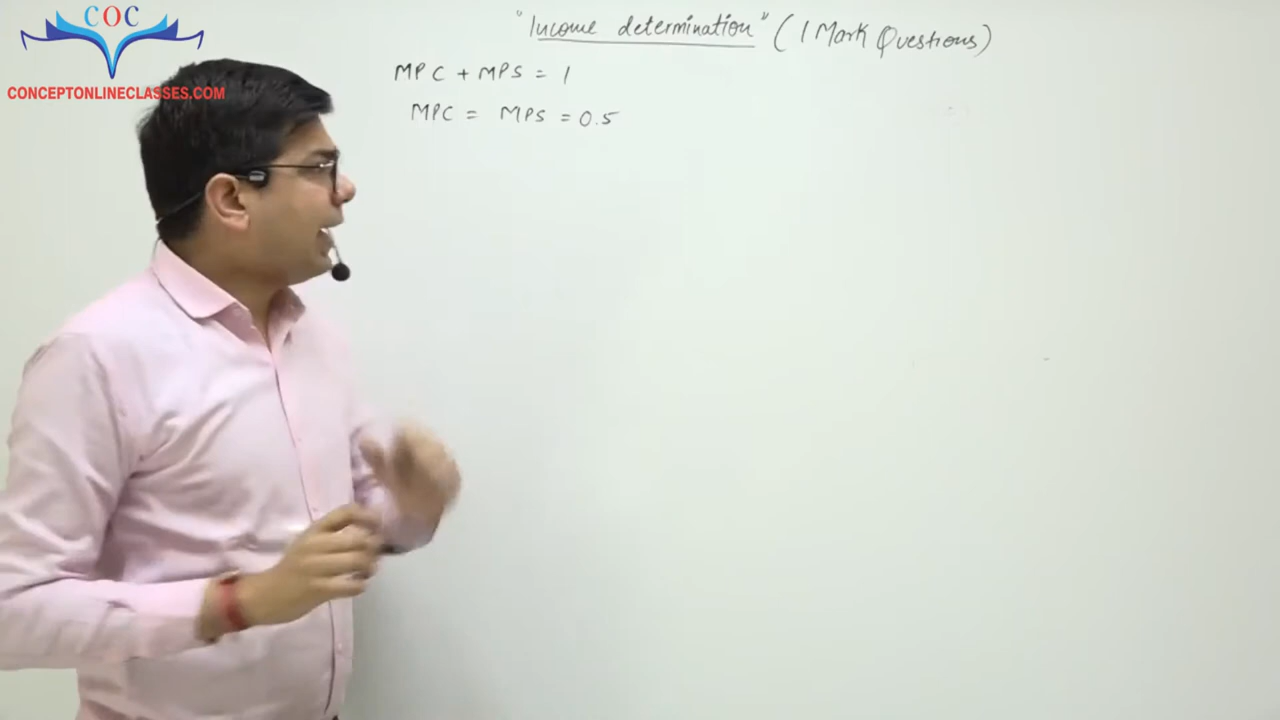 COC
CONCEPTONLINECLASSES.COM
"Income determination" (1 Mark Questions)
MPC + MPS = 1
MPC = MPS = 0.5